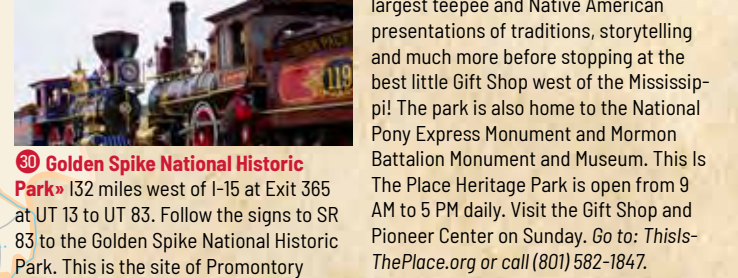 119
30 Golden Spike National Historic
Park» I32 miles west of I-15 at Exit 365
at UT 13 to UT 83. Follow the signs to SR
83 to the Golden Spike National Historic
Park. This is the site of Promontory
largest teepee and Native American
presentations of traditions, storytelling
and much more before stopping at the
best little Gift Shop west of the Mississip-
pi! The park is also home to the National
Pony Express Monument and Mormon
Battalion Monument and Museum. This Is
The Place Heritage Park is open from 9
AM to 5 PM daily. Visit the Gift Shop and
Pioneer Center on Sunday. Go to: ThisIs-
ThePlace.org or call (801) 582-1847.